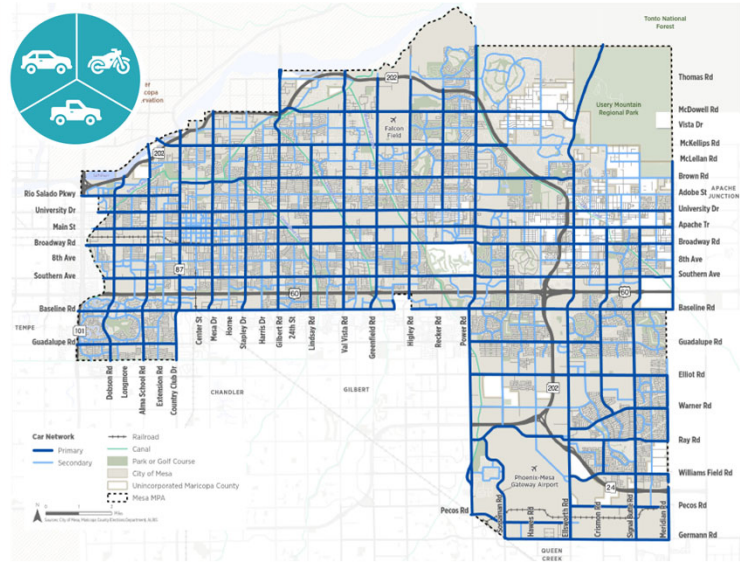 Tonto National
Forest
Thomas Rd
Usery Mountain
Regional Park
McDowell Rd
Vista Dr
McKellips Rd
McLellan Rd
Brown Rd
Adobe St
APACHE
JUNCTION
University Dr
Apache Tr
Broadway Rd
8th Ave
Southern Ave
Baseline Rd
Guadalupe Rd
Elliot Rd
Warner Rd
Ray Rd
Williams Field Rd
Pecos Rd
Germann Rd
202
Falcon
Field
202
Rio Salado Pkwy
University Dr
Main St
Broadway Rd
8th Ave
Southern Ave
Baseline Rd
Guadalupe Rd
TEMPE
101
87
60
60
202
24
Dobson Rd
Longmore
Alma School Rd
Extension Rd
Country Club Dr
Center St
Mesa Dr
Horne
Stapley Dr
Harris Dr
Gilbert Rd
24th St
Lindsay Rd
Val Vista Rd
Greenfield Rd
Higley Rd
Recker Rd
Power Rd
CHANDLER
GILBERT
Phoenix-Mesa
Gateway Airport
Pecos Rd
Sossaman Rd
Hawes Rd
Ellsworth Rd
Crismon Rd
Signal Butte Rd
Meridian Rd
QUEEN
CREEK
Car Network
Primary
Secondary
Railroad
Canal
Park or Golf Course
City of Mesa
Unincorporated Maricopa County
Mesa MPA
N
Miles